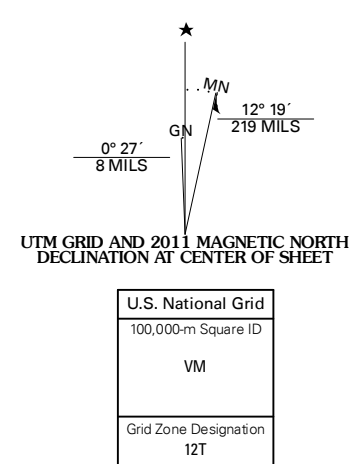 MN
12° 19´
219 MILS
GN
0° 27´
8 MILS
UTM GRID AND 2011 MAGNETIC NORTH
DECLINATION AT CENTER OF SHEET
U.S. National Grid
100,000-m Square ID
VM
Grid Zone Designation
12T